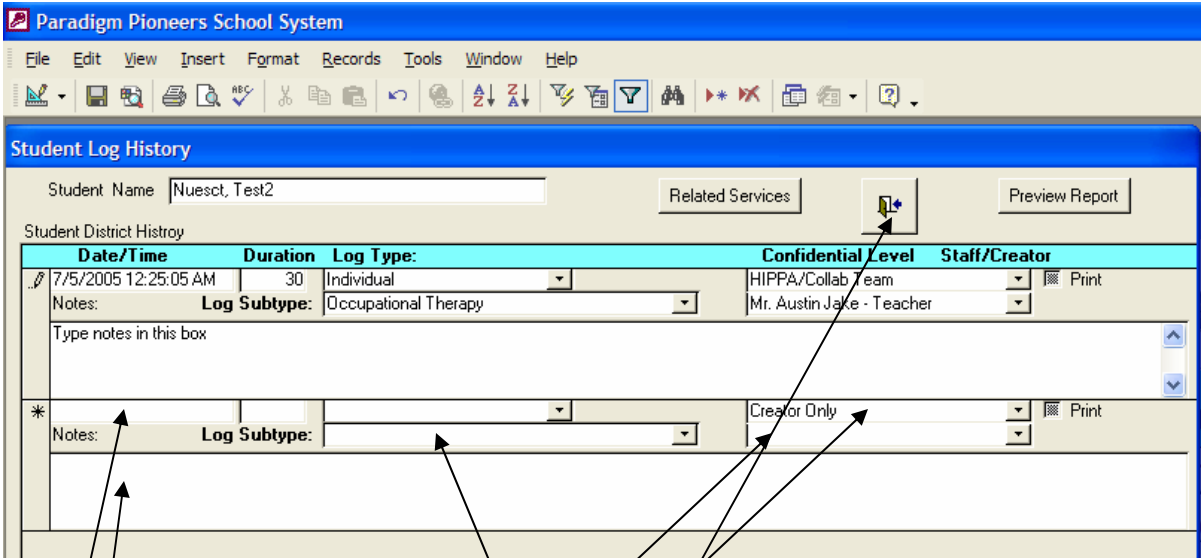 Paradigm Pioneers School System
File Edit View Insert Format Records Tools Window Help
Student Log History
Student Name Nuesct, Test2 Related Services Preview Report
Student District Histroy
Date/Time Duration Log Type: Confidential Level Staff/Creator
7/5/2005 12:25:05 AM 30 Individual HIPPA/Collab Team Print
Notes: Log Subtype: Occupational Therapy Mr. Austin Jake - Teacher
Type notes in this box
Creator Only Print
Notes: Log Subtype: